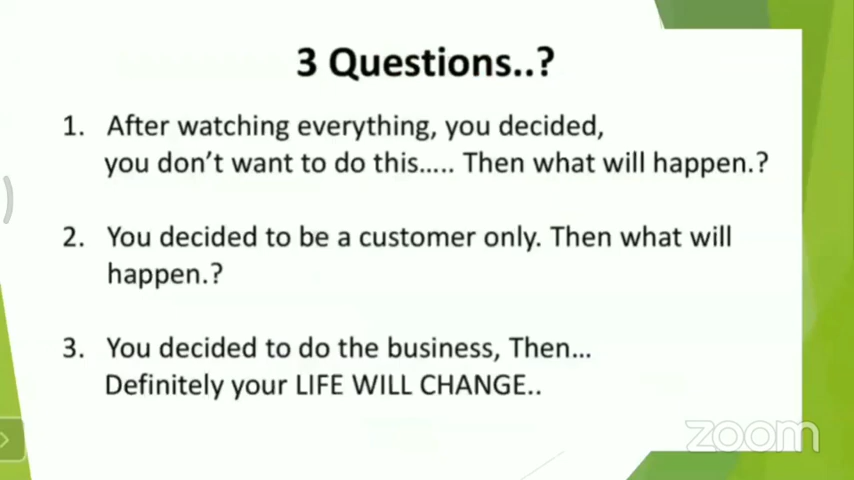 3 Questions..?
1. After watching everything, you decided,
you don't want to do this..... Then what will happen.?
2. You decided to be a customer only. Then what will
happen.?
3. You decided to do the business, Then...
Definitely your LIFE WILL CHANGE..
zoom